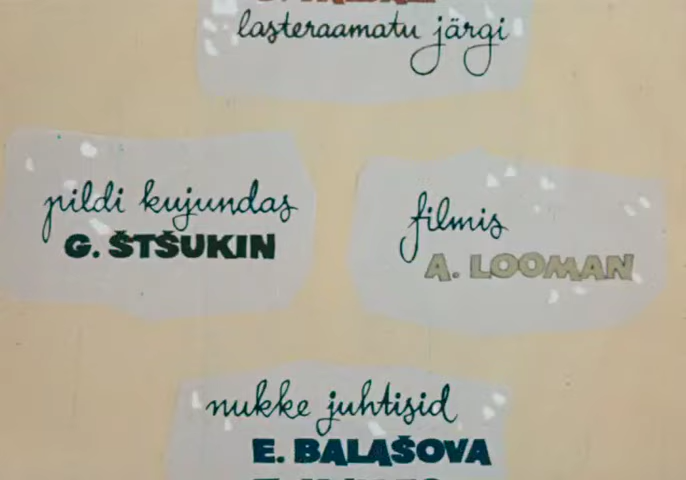 lasteraamatu järgi
pildi kujundas
G. ŠTŠUKIN
filmis
A. LOOMAN
nukke juhtisid
E. BALAŠOVA